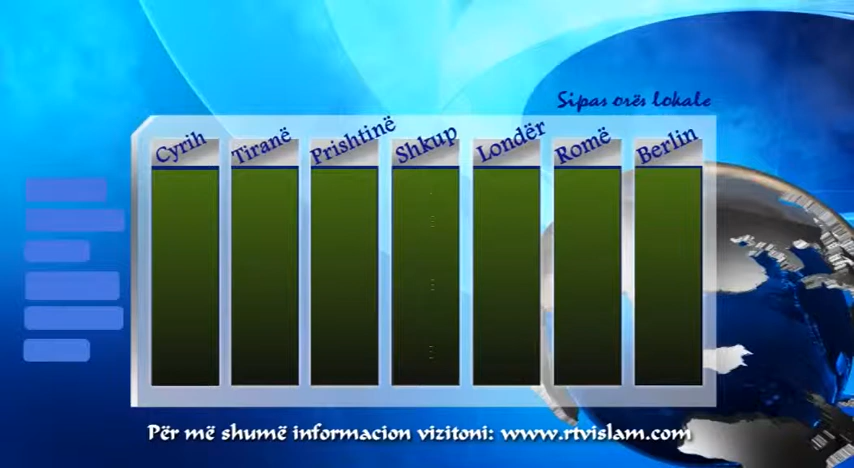 Sipas orës lokale
Cyrih Tiranë Prishtinë Shkup Londër Romë Berlin
Për më shumë informacion vizitoni: www.rtvislam.com